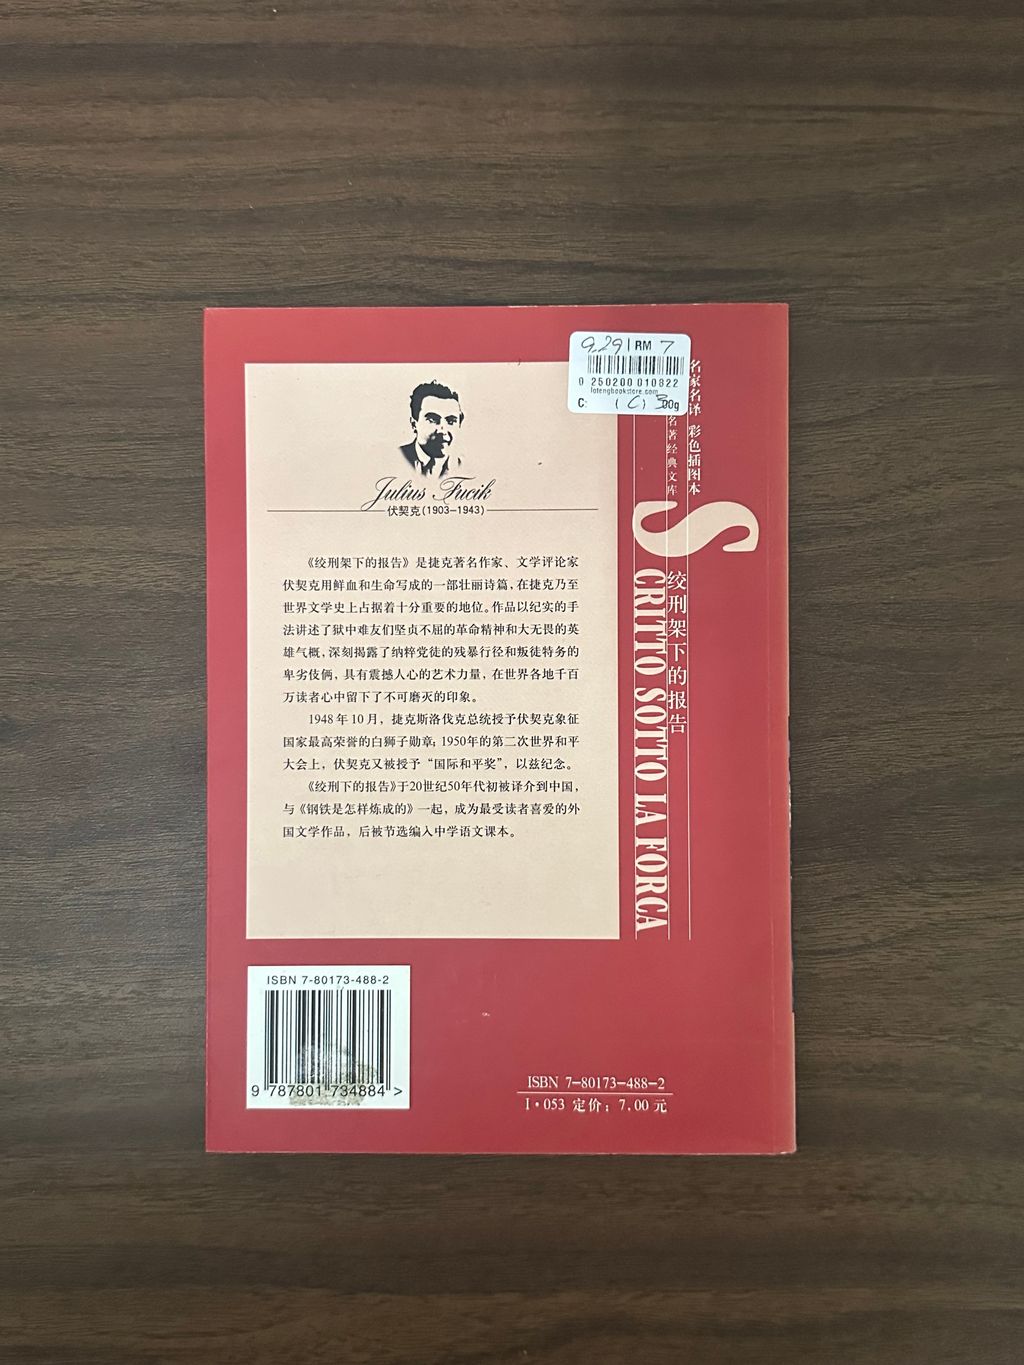 9.29 RM 7
0 250200 010822
lotengbookstore.com
C: 1 C1 300g
名家名译 彩色插图本
名著经典文库
Julius Fucik
伏契克(1903-1943)
《绞刑架下的报告》是捷克著名作家、文学评论家
伏契克用鲜血和生命写成的一部壮丽诗篇,在捷克乃至
世界文学史上占据着十分重要的地位。作品以纪实的手
法讲述了狱中难友们坚贞不屈的革命精神和大无畏的英
雄气概,深刻揭露了纳粹党徒的残暴行径和叛徒特务的
卑劣伎俩,具有震撼人心的艺术力量,在世界各地千百
万读者心中留下了不可磨灭的印象。
1948年10月,捷克斯洛伐克总统授予伏契克象征
国家最高荣誉的白狮子勋章;1950年的第二次世界和平
大会上,伏契克又被授予“国际和平奖”,以兹纪念。
《绞刑下的报告》于20世纪50年代初被译介到中国,
与《钢铁是怎样炼成的》一起,成为最受读者喜爱的外
国文学作品,后被节选编入中学语文课本。
绞刑架下的报告
SCRITTO SOTTO LA FORCA
ISBN 7-80173-488-2
9 787801 734884 >
ISBN 7-80173-488-2
I·053 定价:7.00元